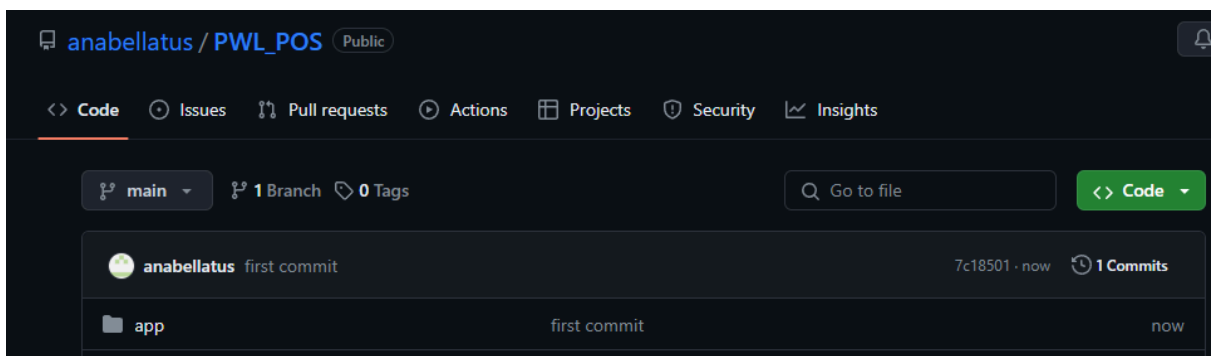 anabellatus / PWL_POS Public
<> Code Issues Pull requests Actions Projects Security Insights
main 1 Branch 0 Tags Go to file <> Code
anabellatus first commit 7c18501 · now 1 Commits
app first commit now